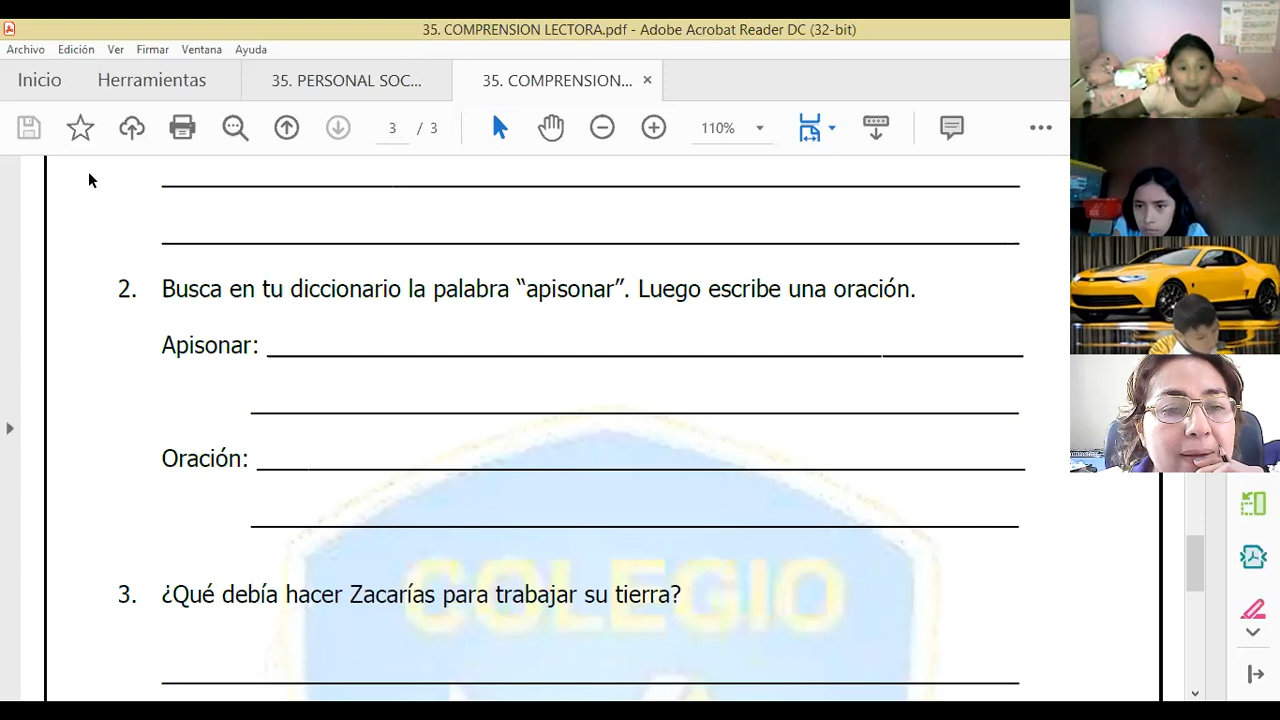 35. COMPRENSION LECTORA.pdf - Adobe Acrobat Reader DC (32-bit)
Archivo Edición Ver Firmar Ventana Ayuda
Inicio Herramientas 35. PERSONAL SOC... 35. COMPRENSION... ×
3 / 3 110%
2. Busca en tu diccionario la palabra “apisonar”. Luego escribe una oración.
Apisonar:
Oración:
COLEGIO
3. ¿Qué debía hacer Zacarías para trabajar su tierra?